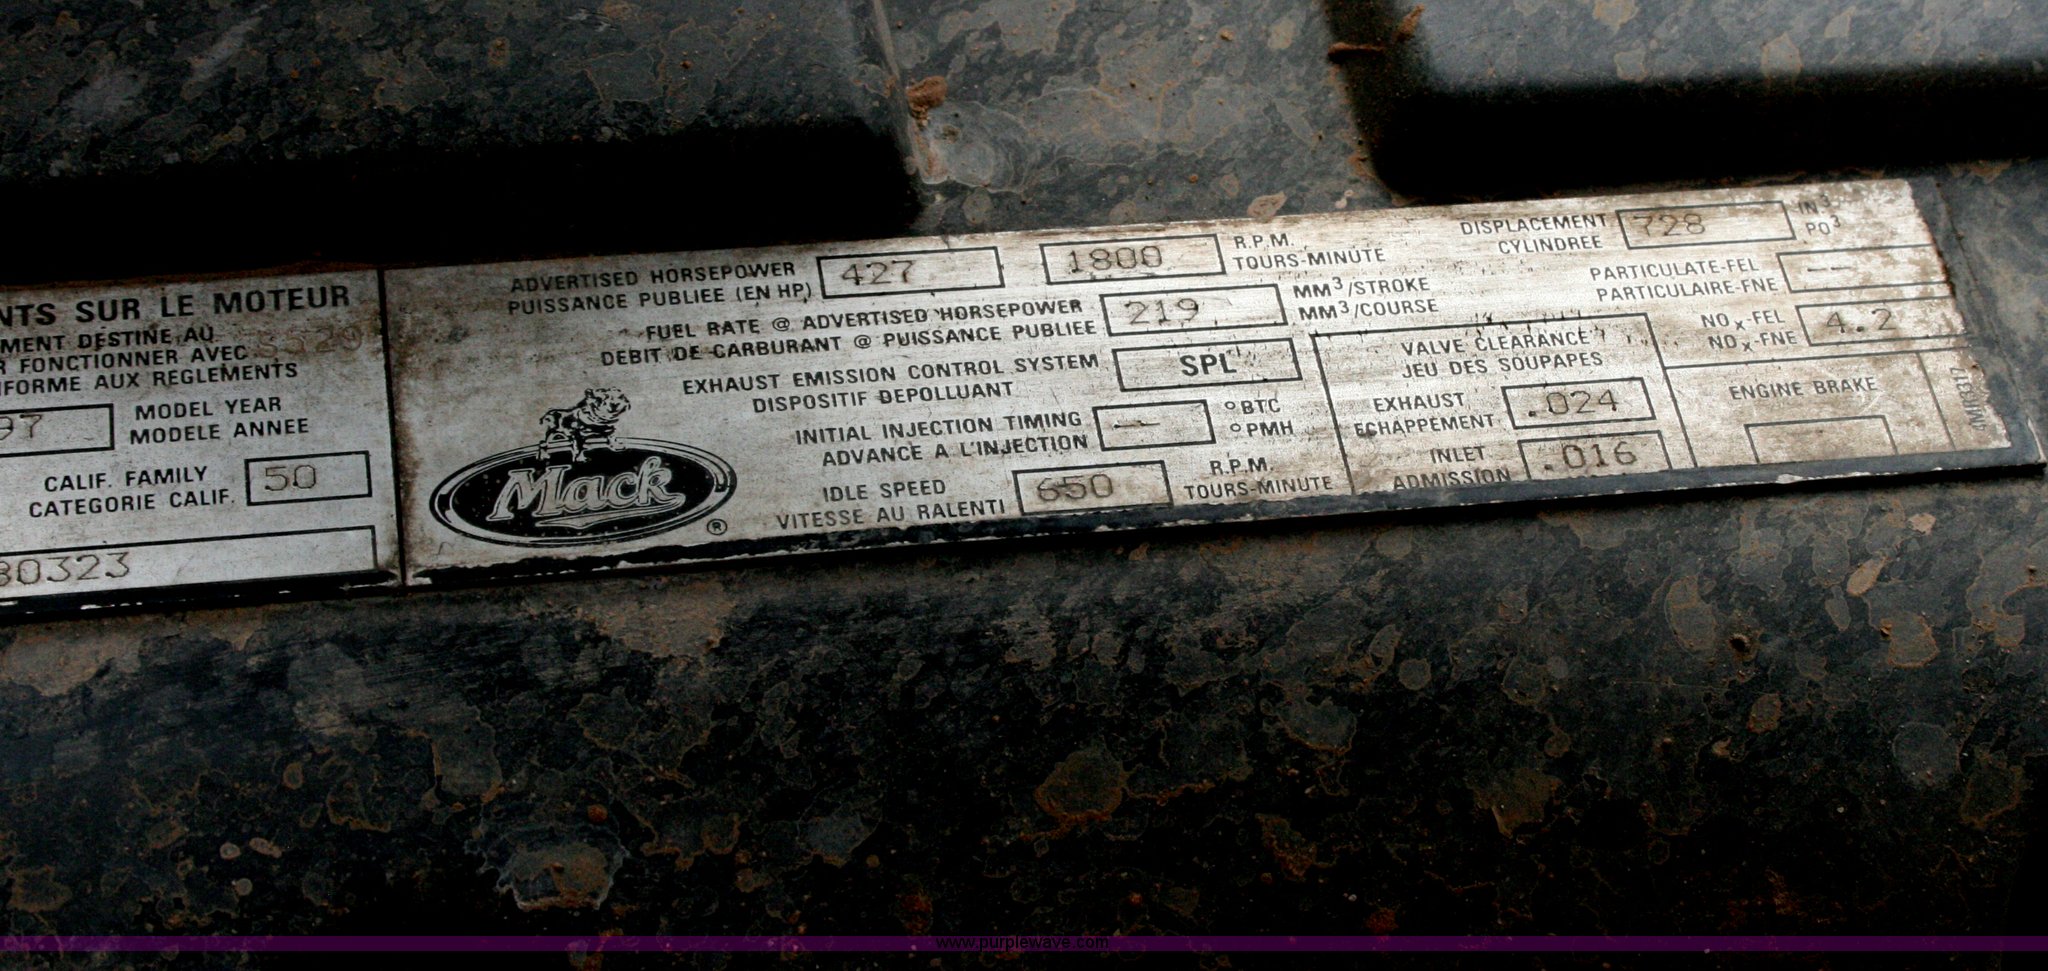 NTS SUR LE MOTEUR
MENT DESTINE AU
R FONCTIONNER AVEC
IFORME AUX REGLEMENTS
97 MODEL YEAR
MODELE ANNEE
CALIF. FAMILY 50
CATEGORIE CALIF.
80323
ADVERTISED HORSEPOWER 427 1800 R.P.M.
PUISSANCE PUBLIEE (EN HP) TOURS-MINUTE
FUEL RATE @ ADVERTISED HORSEPOWER 219 MM3/STROKE
DEBIT DE CARBURANT @ PUISSANCE PUBLIEE MM3/COURSE
EXHAUST EMISSION CONTROL SYSTEM SPL
DISPOSITIF DEPOLLUANT
INITIAL INJECTION TIMING -- °BTC
ADVANCE A L'INJECTION °PMH
IDLE SPEED 650 R.P.M.
VITESSE AU RALENTI TOURS-MINUTE
Mack ®
DISPLACEMENT 728 IN3
CYLINDREE PO3
PARTICULATE-FEL --
PARTICULAIRE-FNE
NOx-FEL 4.2
NOx-FNE
VALVE CLEARANCE
JEU DES SOUPAPES
EXHAUST .024
ECHAPPEMENT
INLET .016
ADMISSION
ENGINE BRAKE
www.purplewave.com